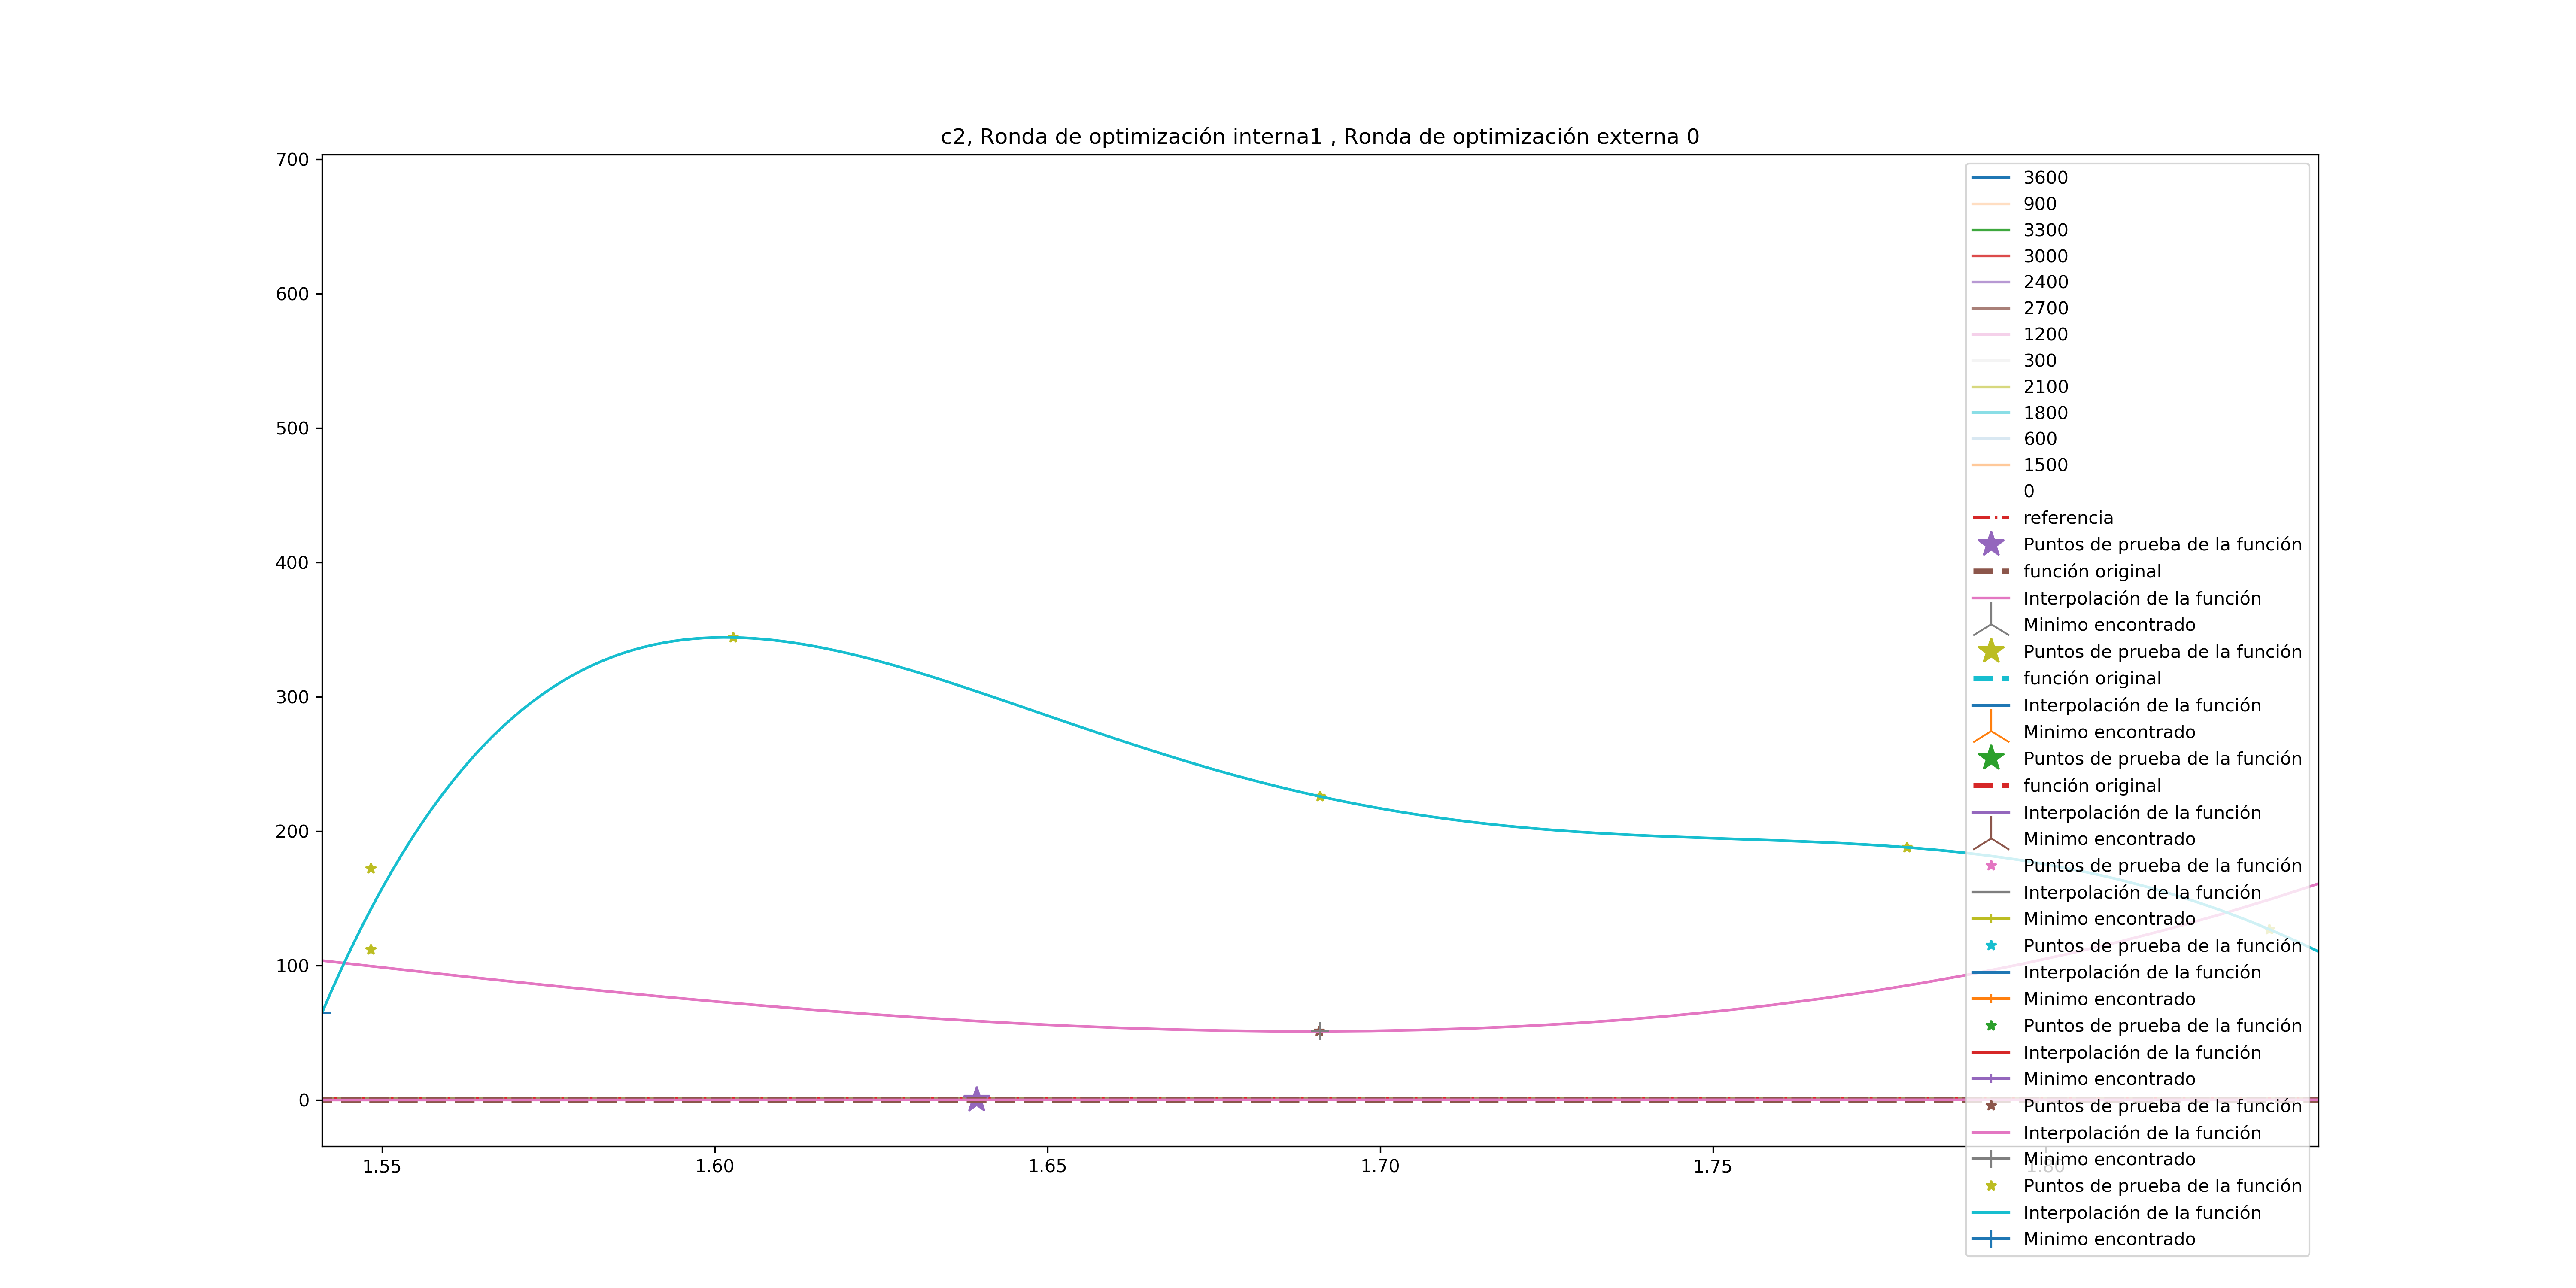 c2, Ronda de optimización interna1 , Ronda de optimización externa 0
700
600
500
400
300
200
100
0
1.55
1.60
1.65
1.70
1.75
1.80
3600
900
3300
3000
2400
2700
1200
300
2100
1800
600
1500
0
referencia
Puntos de prueba de la función
función original
Interpolación de la función
Minimo encontrado
Puntos de prueba de la función
función original
Interpolación de la función
Minimo encontrado
Puntos de prueba de la función
función original
Interpolación de la función
Minimo encontrado
Puntos de prueba de la función
Interpolación de la función
Minimo encontrado
Puntos de prueba de la función
Interpolación de la función
Minimo encontrado
Puntos de prueba de la función
Interpolación de la función
Minimo encontrado
Puntos de prueba de la función
Interpolación de la función
Minimo encontrado
Puntos de prueba de la función
Interpolación de la función
Minimo encontrado